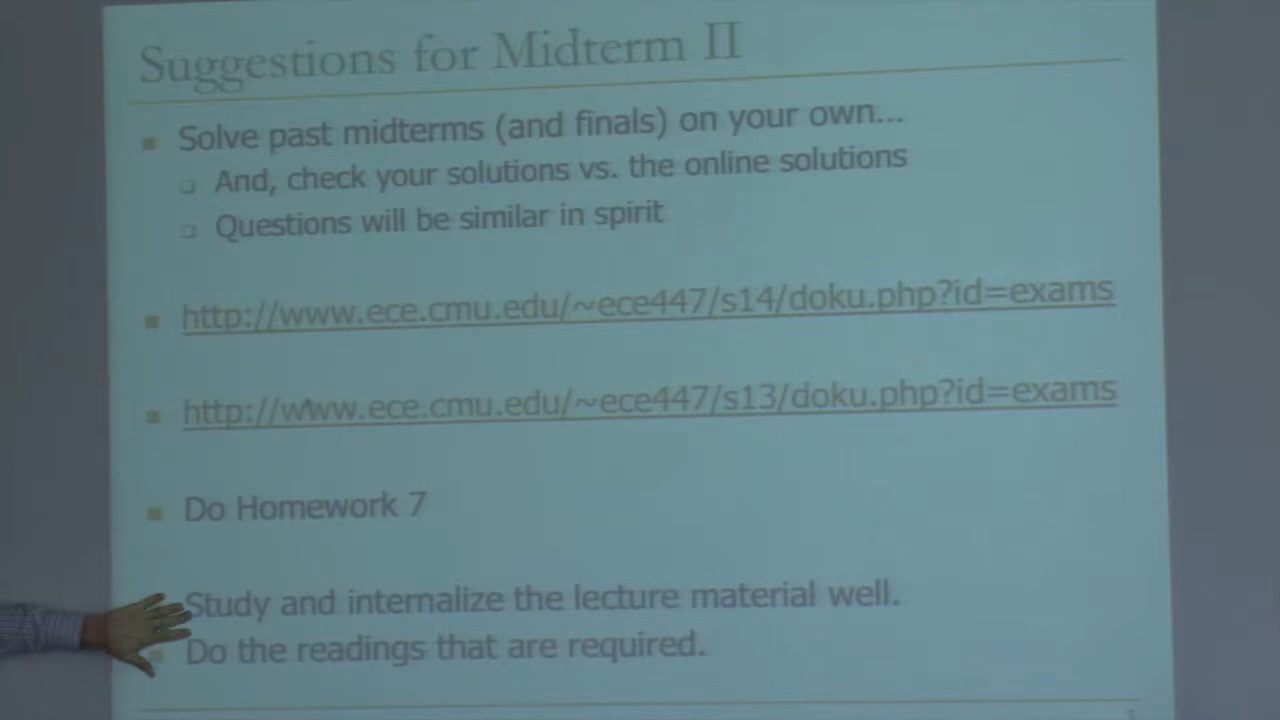 Suggestions for Midterm II
Solve past midterms (and finals) on your own...
And, check your solutions vs. the online solutions
Questions will be similar in spirit
http://www.ece.cmu.edu/~ece447/s14/doku.php?id=exams
http://www.ece.cmu.edu/~ece447/s13/doku.php?id=exams
Do Homework 7
Study and internalize the lecture material well.
Do the readings that are required.